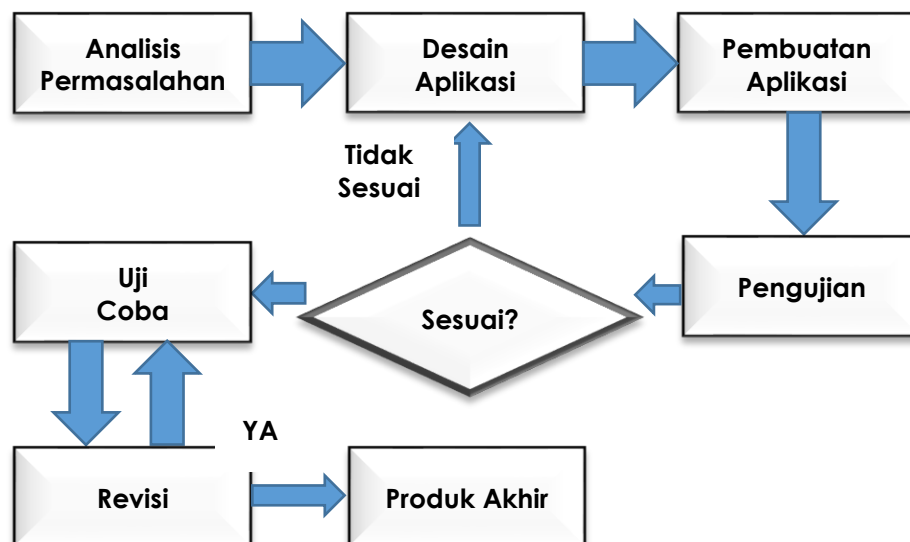 Analisis
Permasalahan
Desain
Aplikasi
Pembuatan
Aplikasi
Tidak
Sesuai
Uji
Coba
Sesuai?
Pengujian
YA
Revisi
Produk Akhir